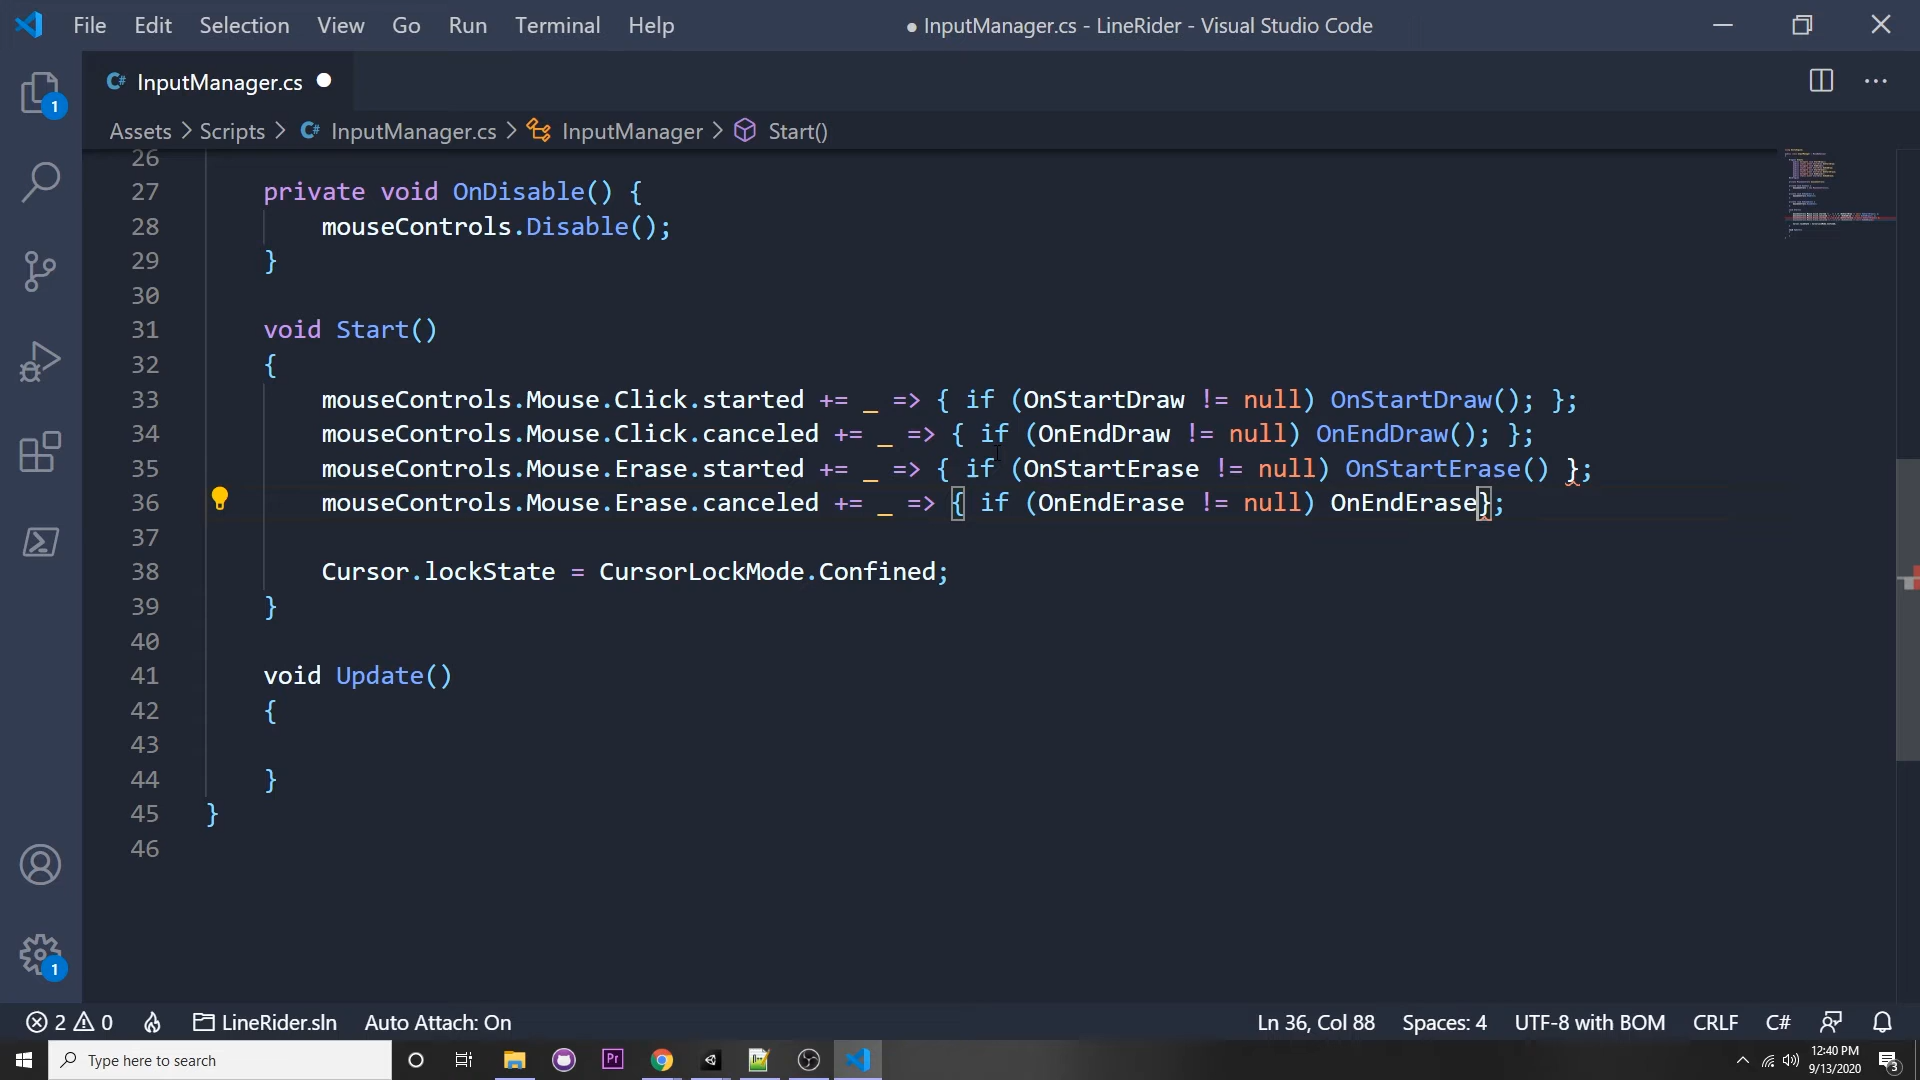 File Edit Selection View Go Run Terminal Help
● InputManager.cs - LineRider - Visual Studio Code
InputManager.cs
Assets > Scripts > InputManager.cs > InputManager > Start()
26
27 private void OnDisable() {
28 mouseControls.Disable();
29 }
30
31 void Start()
32 {
33 mouseControls.Mouse.Click.started += _ => { if (OnStartDraw != null) OnStartDraw(); };
34 mouseControls.Mouse.Click.canceled += _ => { if (OnEndDraw != null) OnEndDraw(); };
35 mouseControls.Mouse.Erase.started += _ => { if (OnStartErase != null) OnStartErase() };
36 mouseControls.Mouse.Erase.canceled += _ => { if (OnEndErase != null) OnEndErase};
37
38 Cursor.lockState = CursorLockMode.Confined;
39 }
40
41 void Update()
42 {
43
44 }
45 }
46
1
1
2 0 LineRider.sln Auto Attach: On Ln 36, Col 88 Spaces: 4 UTF-8 with BOM CRLF C#
Type here to search
Pr
12:40 PM
9/13/2020
3